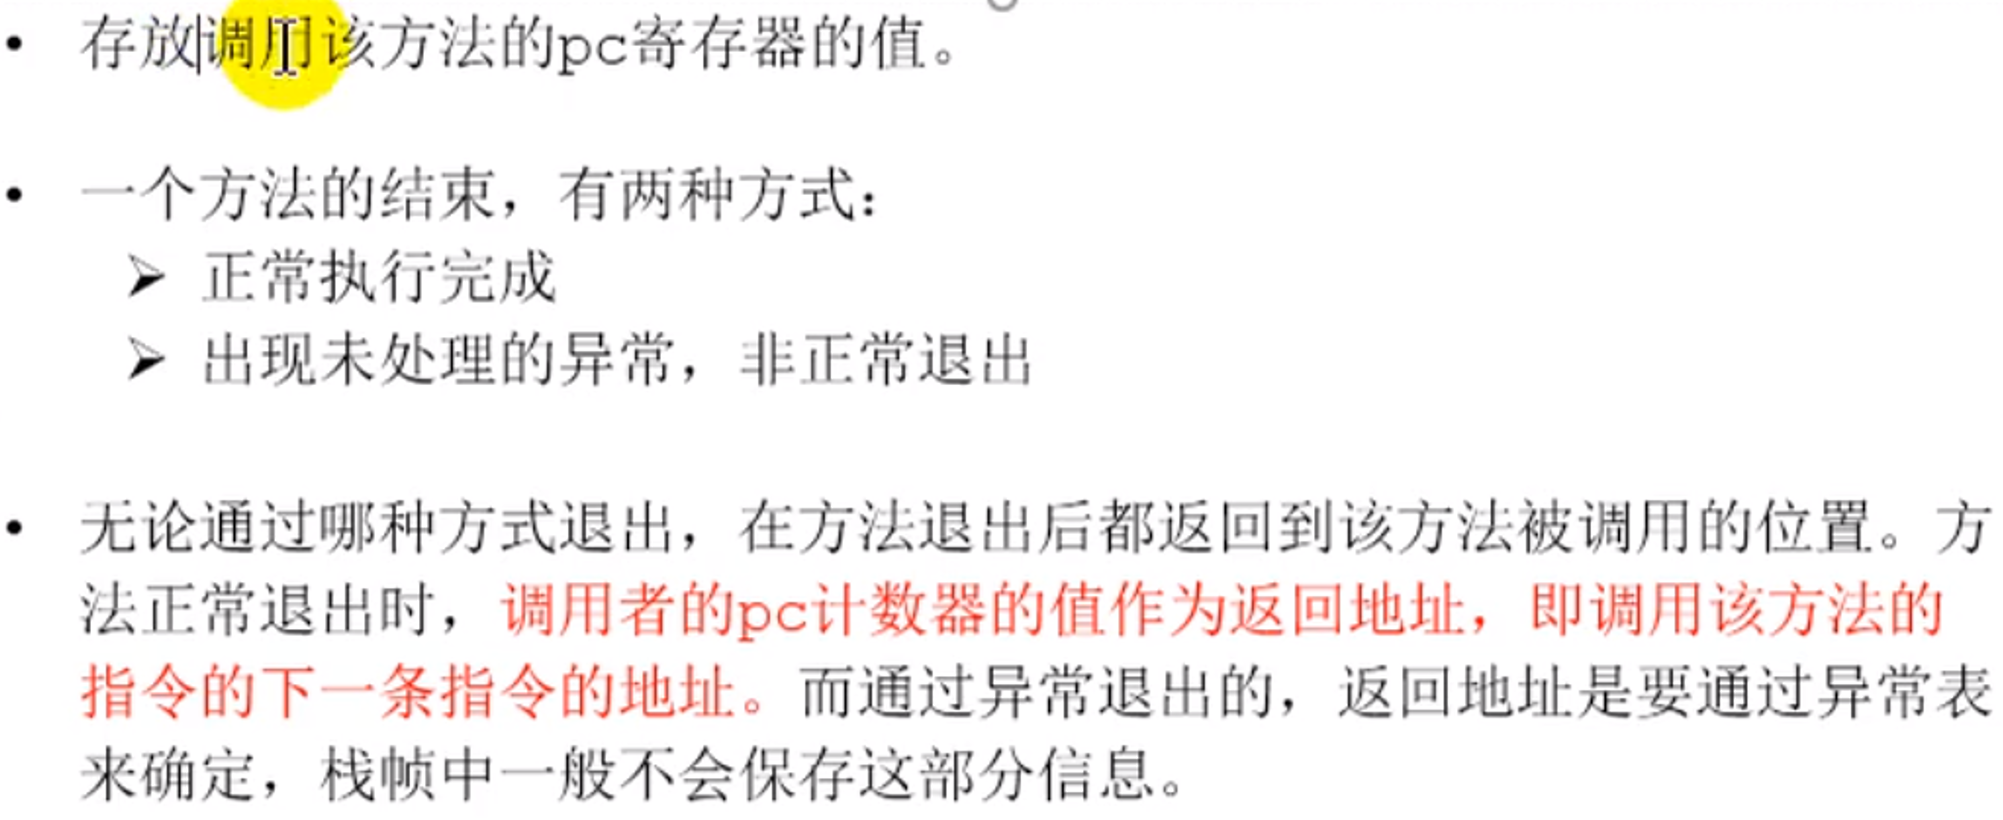 • 存放调用该方法的pc寄存器的值。
• 一个方法的结束，有两种方式：
➢ 正常执行完成
➢ 出现未处理的异常，非正常退出
• 无论通过哪种方式退出，在方法退出后都返回到该方法被调用的位置。方
法正常退出时，调用者的pc计数器的值作为返回地址，即调用该方法的
指令的下一条指令的地址。而通过异常退出的，返回地址是要通过异常表
来确定，栈帧中一般不会保存这部分信息。